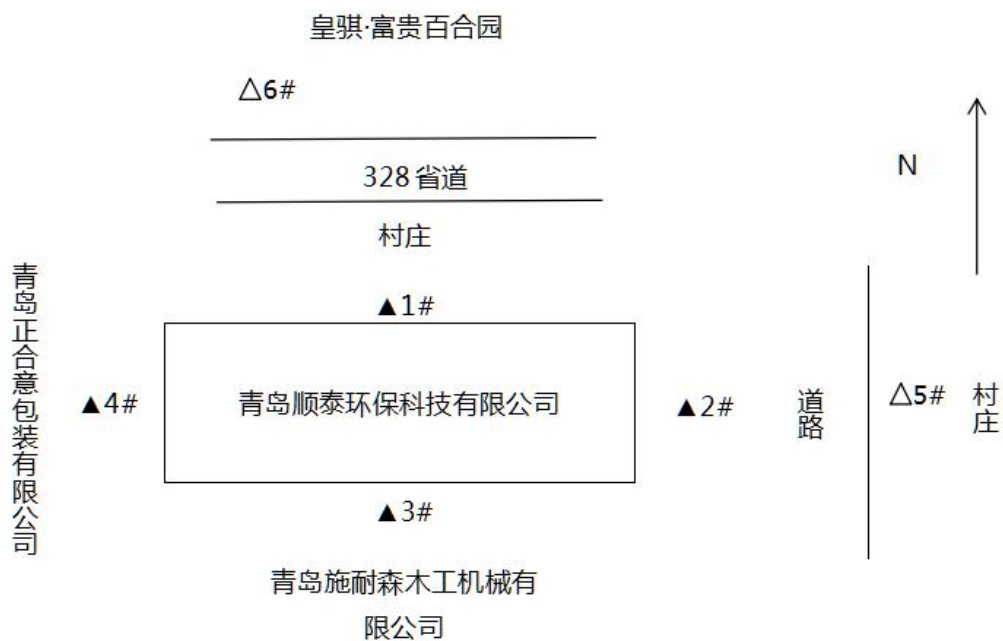 皇骐·富贵百合园
△6#
328省道
N
村庄
▲1#
青岛正合意包装有限公司
▲4#
青岛顺泰环保科技有限公司
▲2#
道路
△5#
村庄
▲3#
青岛施耐森木工机械有
限公司